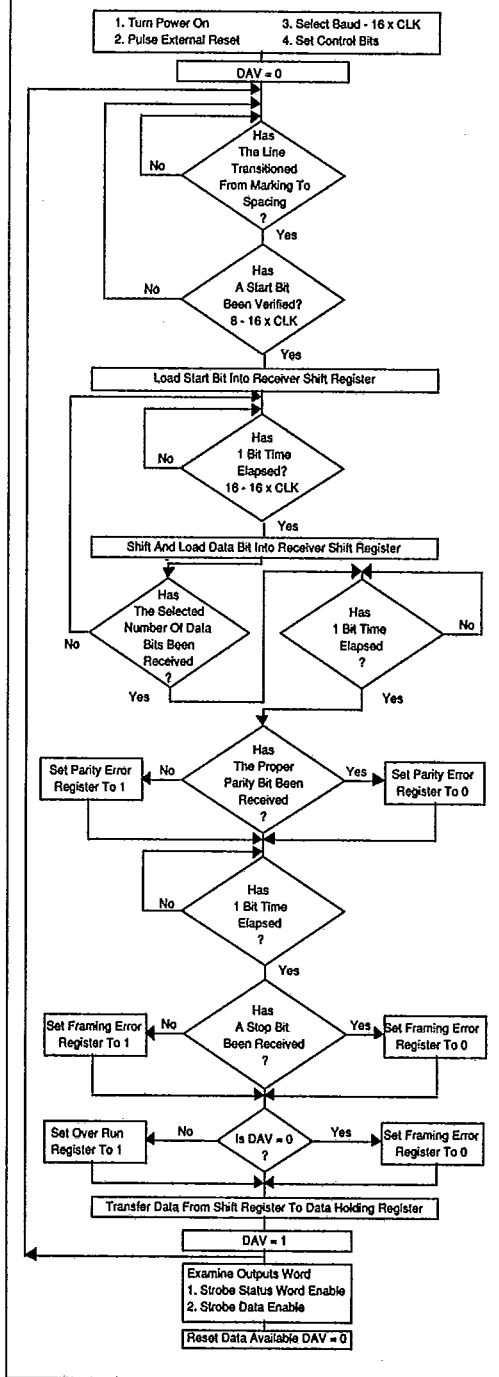 1. Turn Power On
3. Select Baud - 16 x CLK
2. Pulse External Reset
4. Set Control Bits
DAV = 0
Has
The Line
Transitioned
From Marking To
Spacing
?
No
Yes
Has
A Start Bit
Been Verified?
8 - 16 x CLK
No
Yes
Load Start Bit Into Receiver Shift Register
Has
1 Bit Time
Elapsed?
16 - 16 x CLK
No
Yes
Shift And Load Data Bit Into Receiver Shift Register
Has
The Selected
Number Of Data
Bits Been
Received
?
No
Yes
Has
1 Bit Time
Elapsed
?
No
Yes
Has
The Proper
Parity Bit Been
Received
?
No
Yes
Set Parity Error
Register To 1
Set Parity Error
Register To 0
Has
1 Bit Time
Elapsed
?
No
Yes
Has
A Stop Bit
Been Received
?
No
Yes
Set Framing Error
Register To 1
Set Framing Error
Register To 0
Is DAV = 0
?
No
Yes
Set Over Run
Register To 1
Set Framing Error
Register To 0
Transfer Data From Shift Register To Data Holding Register
DAV = 1
Examine Outputs Word
1. Strobe Status Word Enable
2. Strobe Data Enable
Reset Data Available DAV = 0